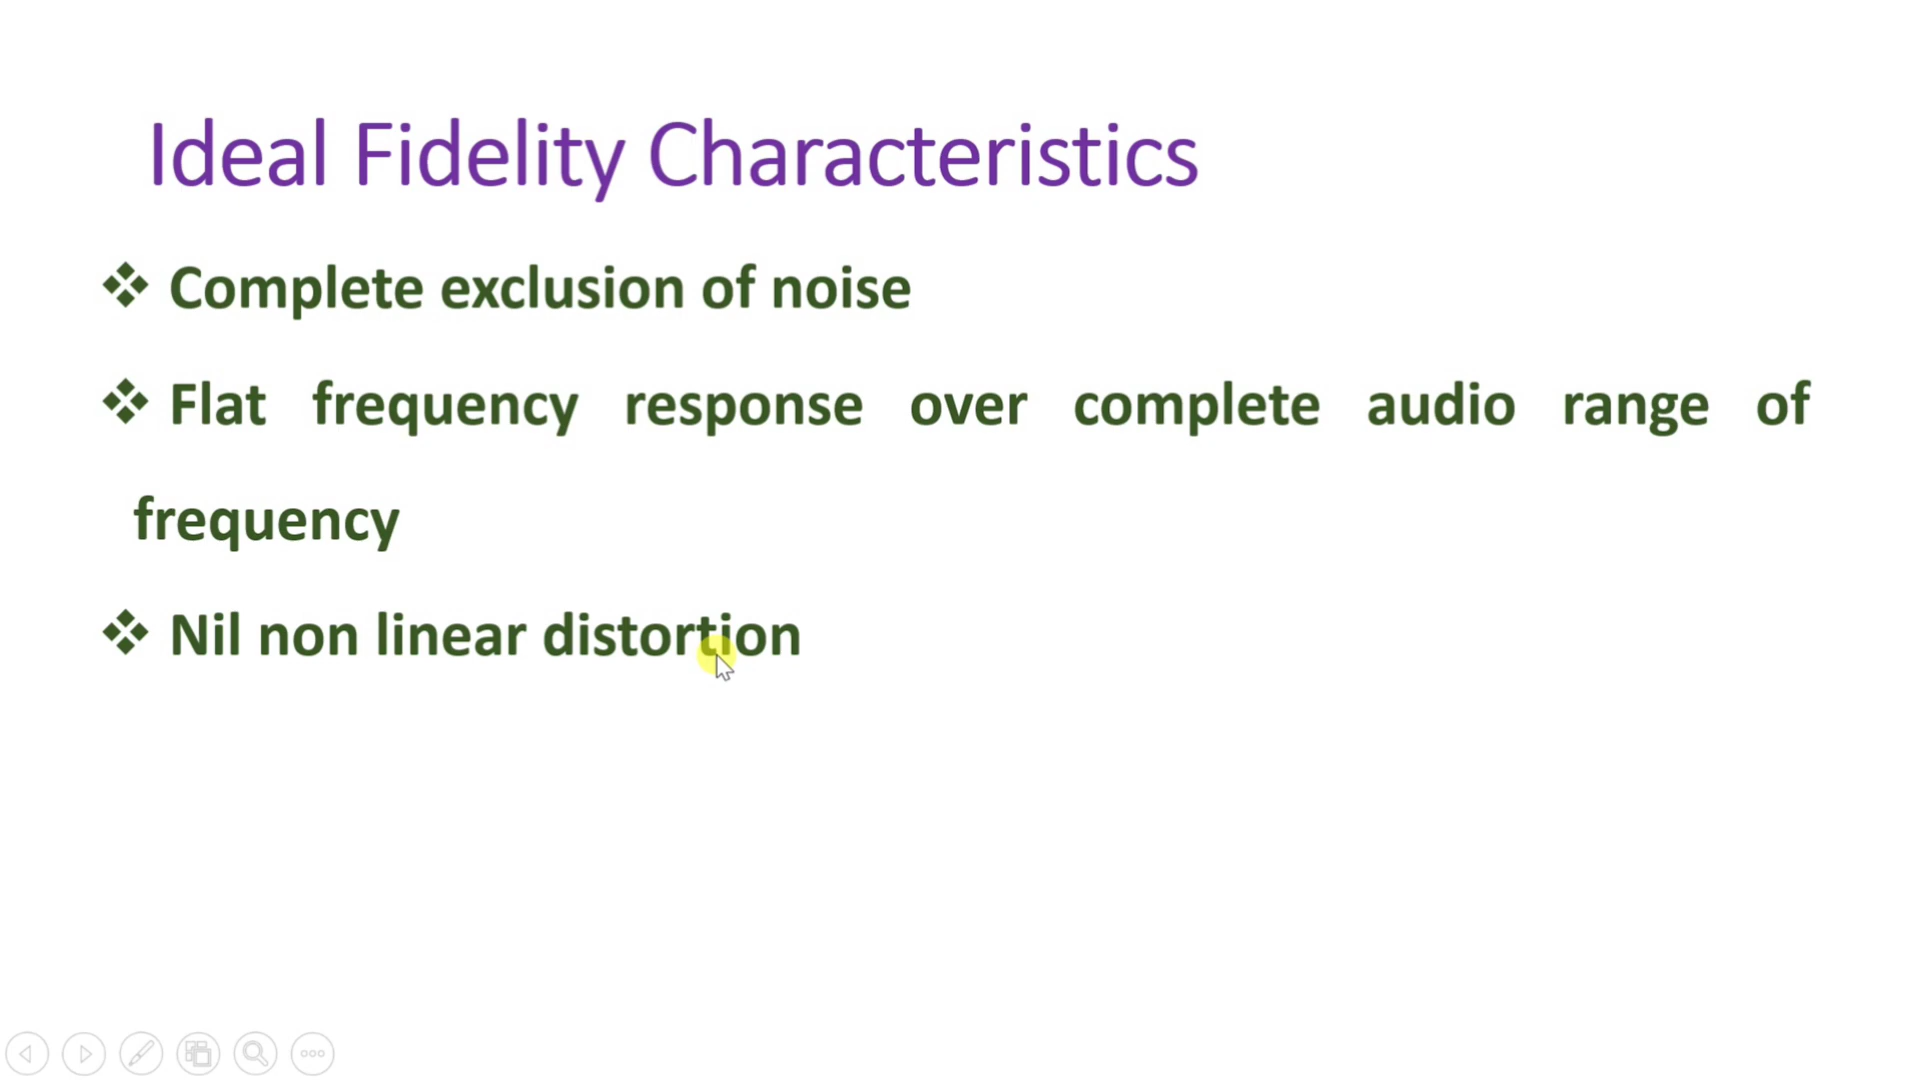 Ideal Fidelity Characteristics
❖ Complete exclusion of noise
❖ Flat frequency response over complete audio range of
frequency
❖ Nil non linear distortion